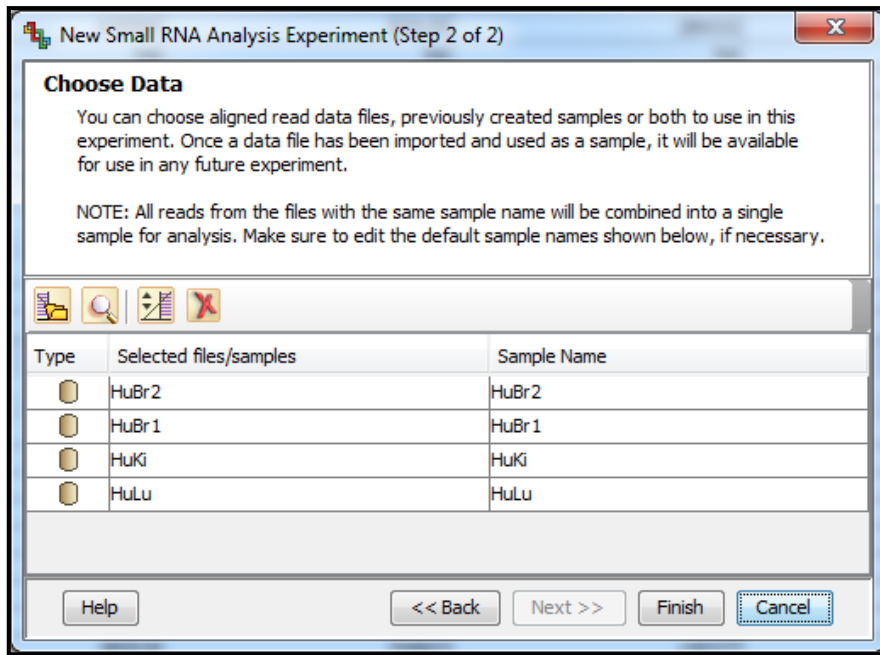 New Small RNA Analysis Experiment (Step 2 of 2)
Choose Data
You can choose aligned read data files, previously created samples or both to use in this
experiment. Once a data file has been imported and used as a sample, it will be available
for use in any future experiment.
NOTE: All reads from the files with the same sample name will be combined into a single
sample for analysis. Make sure to edit the default sample names shown below, if necessary.
Type Selected files/samples Sample Name
HuBr2 HuBr2
HuBr1 HuBr1
HuKi HuKi
HuLu HuLu
Help << Back Next >> Finish Cancel